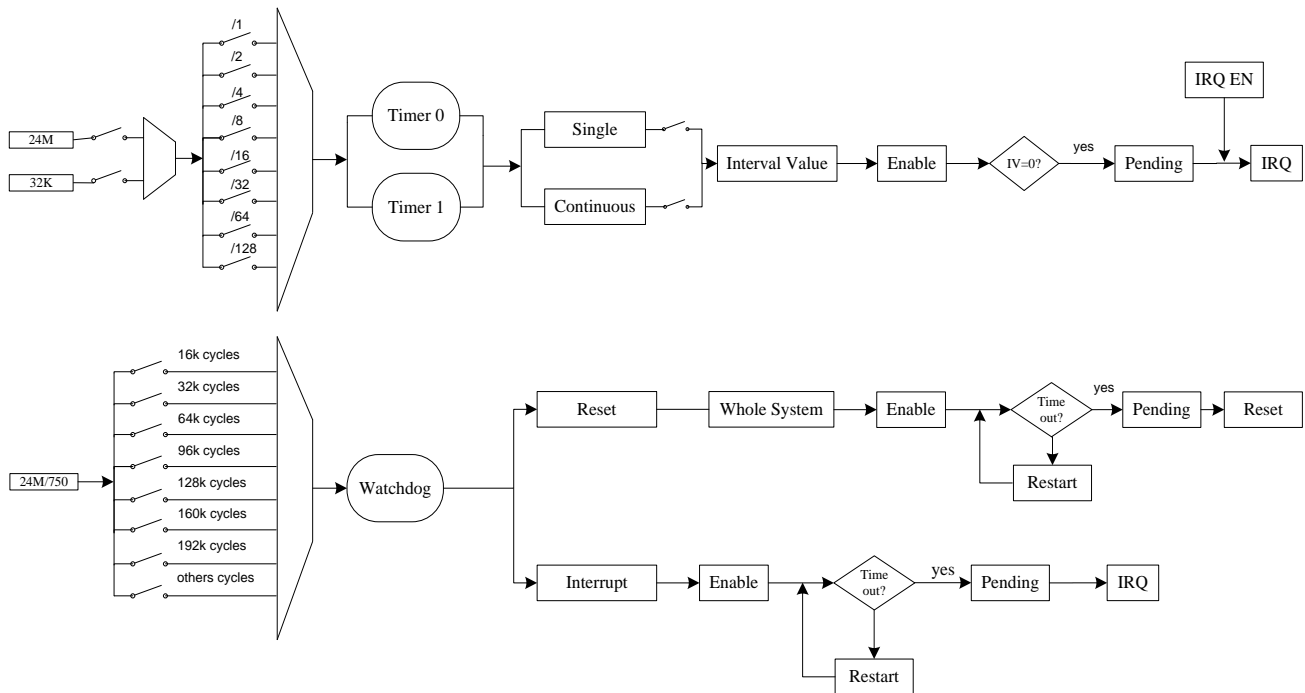 /1
/2
/4
/8
/16
/32
/64
/128
24M
32K
Timer 0
Timer 1
Single
Continuous
Interval Value
Enable
IV=0?
yes
Pending
IRQ EN
IRQ
16k cycles
32k cycles
64k cycles
96k cycles
128k cycles
160k cycles
192k cycles
others cycles
24M/750
Watchdog
Reset
Whole System
Enable
Time
out?
yes
Pending
Reset
Restart
Interrupt
Enable
Time
out?
yes
Pending
IRQ
Restart